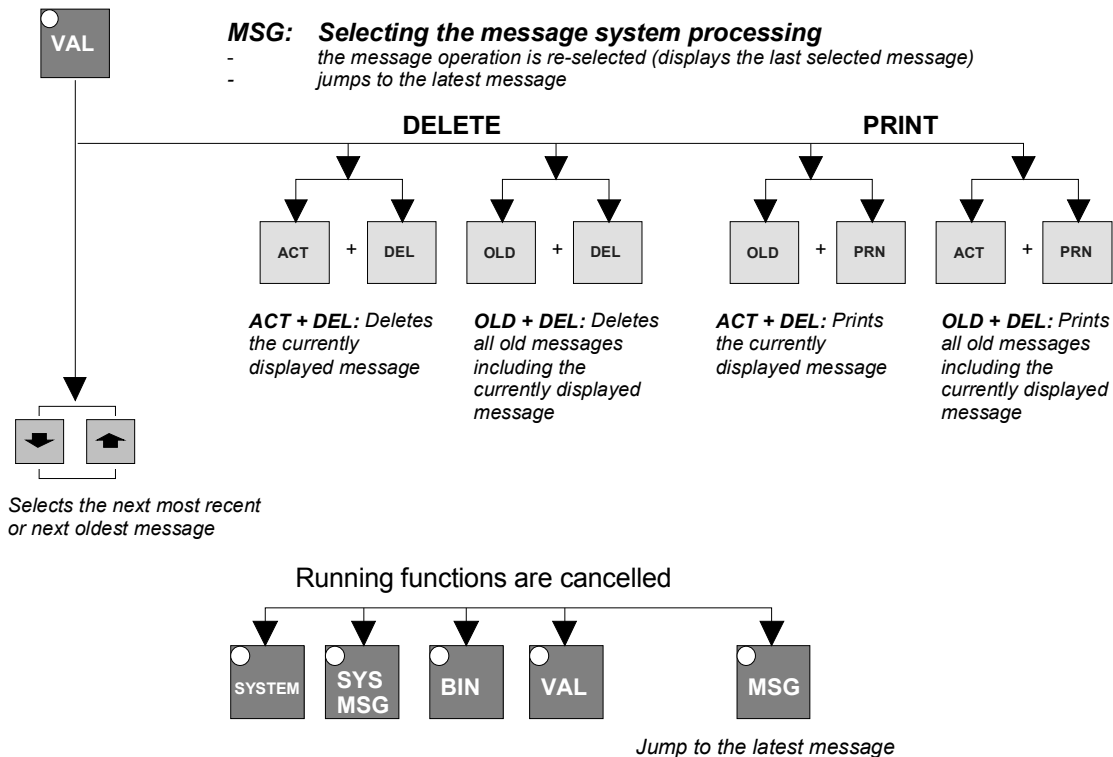 VAL
MSG: Selecting the message system processing
- the message operation is re-selected (displays the last selected message)
- jumps to the latest message
DELETE PRINT
ACT + DEL OLD + DEL OLD + PRN ACT + PRN
ACT + DEL: Deletes
the currently
displayed message
OLD + DEL: Deletes
all old messages
including the
currently displayed
message
ACT + DEL: Prints
the currently
displayed message
OLD + DEL: Prints
all old messages
including the
currently displayed
message
Selects the next most recent
or next oldest message
Running functions are cancelled
SYSTEM
SYS
MSG
BIN
VAL
MSG
Jump to the latest message